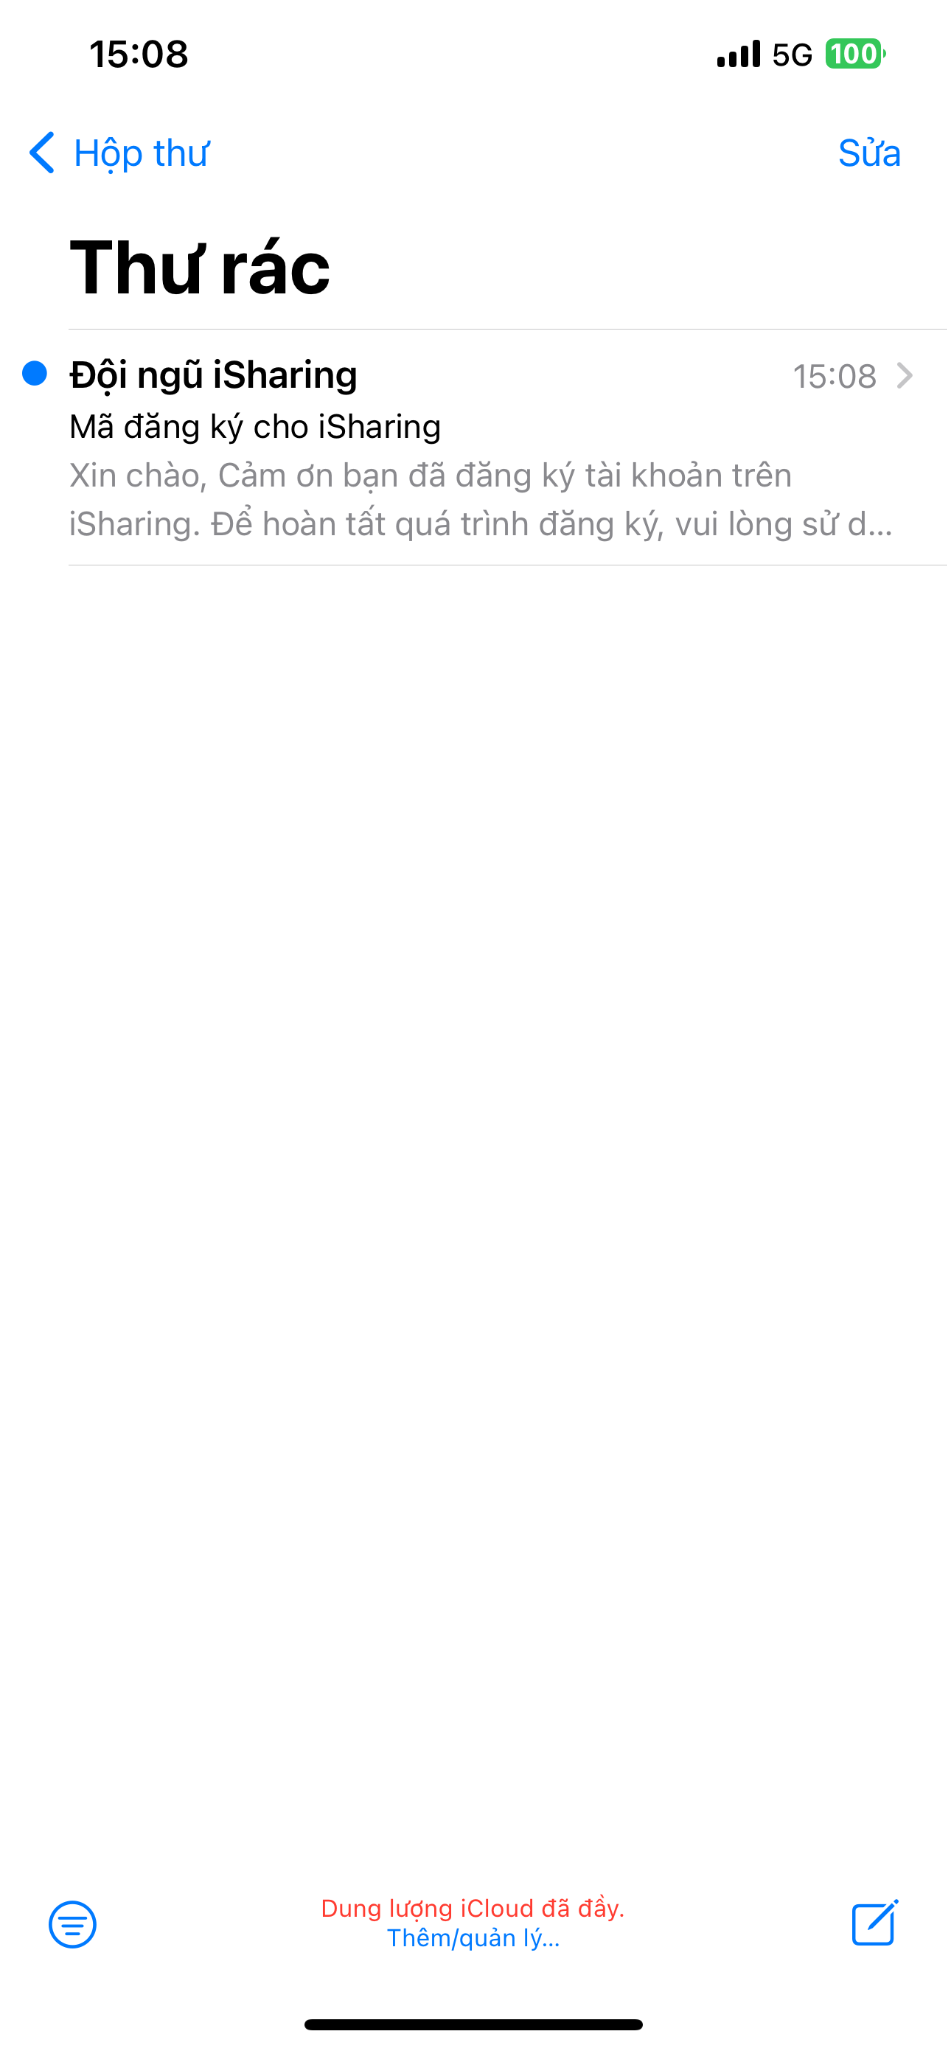 15:08
5G 100
Hộp thư
Sửa
Thư rác
Đội ngũ iSharing 15:08
Mã đăng ký cho iSharing
Xin chào, Cảm ơn bạn đã đăng ký tài khoản trên
iSharing. Để hoàn tất quá trình đăng ký, vui lòng sử d...
Dung lượng iCloud đã đầy.
Thêm/quản lý...